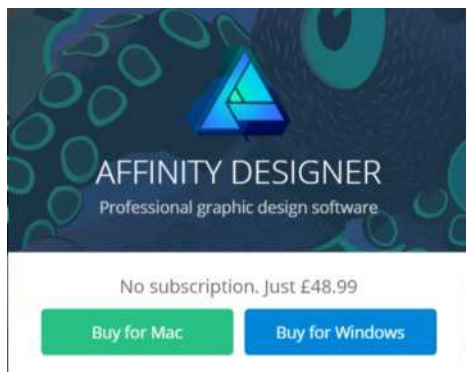 AFFINITY DESIGNER
Professional graphic design software
No subscription. Just £48.99
Buy for Mac
Buy for Windows